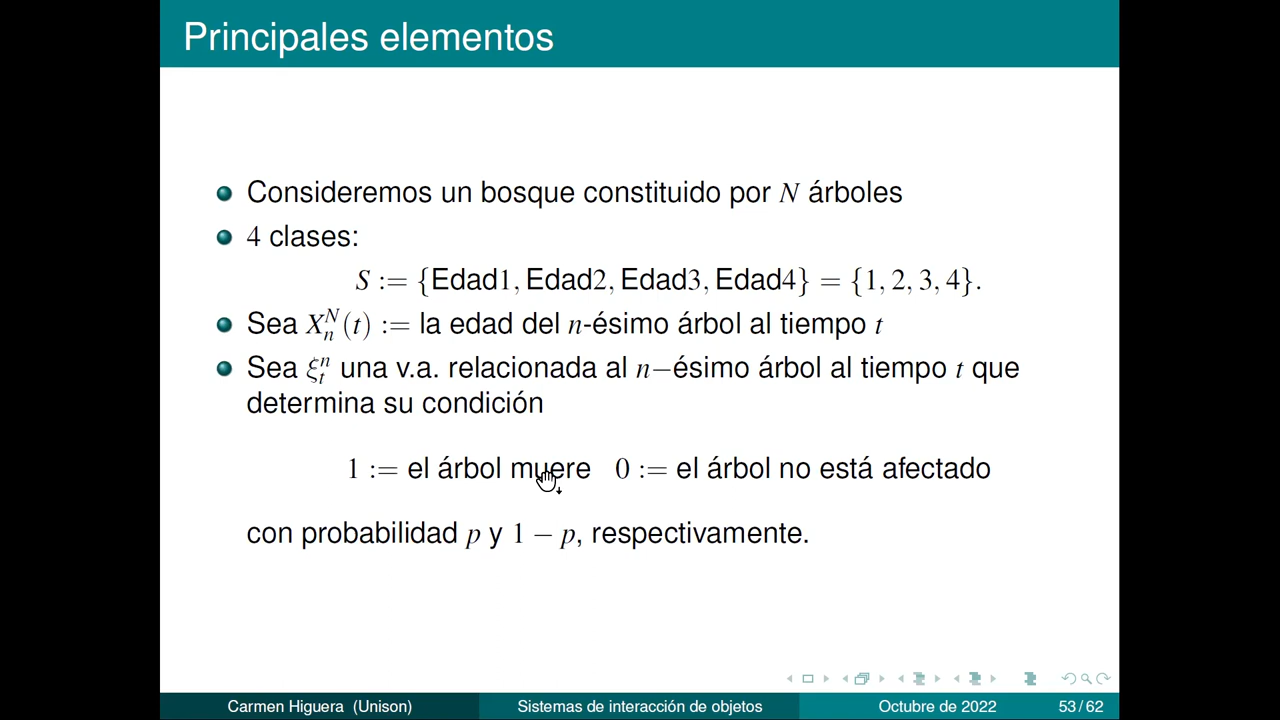 Principales elementos
Consideremos un bosque constituido por N árboles
4 clases:
S := {Edad1, Edad2, Edad3, Edad4} = {1, 2, 3, 4}.
Sea X_n^N(t) := la edad del n-ésimo árbol al tiempo t
Sea ξ_t^n una v.a. relacionada al n−ésimo árbol al tiempo t que
determina su condición
1 := el árbol muere 0 := el árbol no está afectado
con probabilidad p y 1 − p, respectivamente.
Carmen Higuera (Unison) Sistemas de interacción de objetos Octubre de 2022 53 / 62